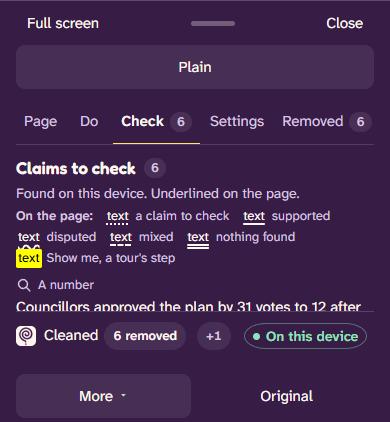 Full screen Close
Plain
Page Do Check 6 Settings Removed 6
Claims to check 6
Found on this device. Underlined on the page.
On the page: text a claim to check text supported
text disputed text mixed text nothing found
text Show me, a tour's step
A number
Councillors approved the plan by 31 votes to 12 after
Cleaned 6 removed +1 On this device
More Original